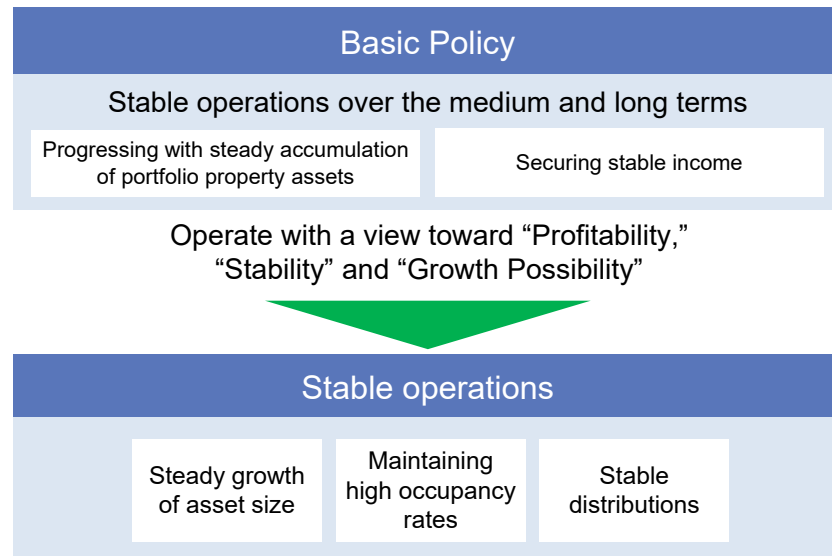 Basic Policy
Stable operations over the medium and long terms
Progressing with steady accumulation
of portfolio property assets
Securing stable income
Operate with a view toward “Profitability,”
“Stability” and “Growth Possibility”
Stable operations
Steady growth
of asset size
Maintaining
high occupancy
rates
Stable
distributions